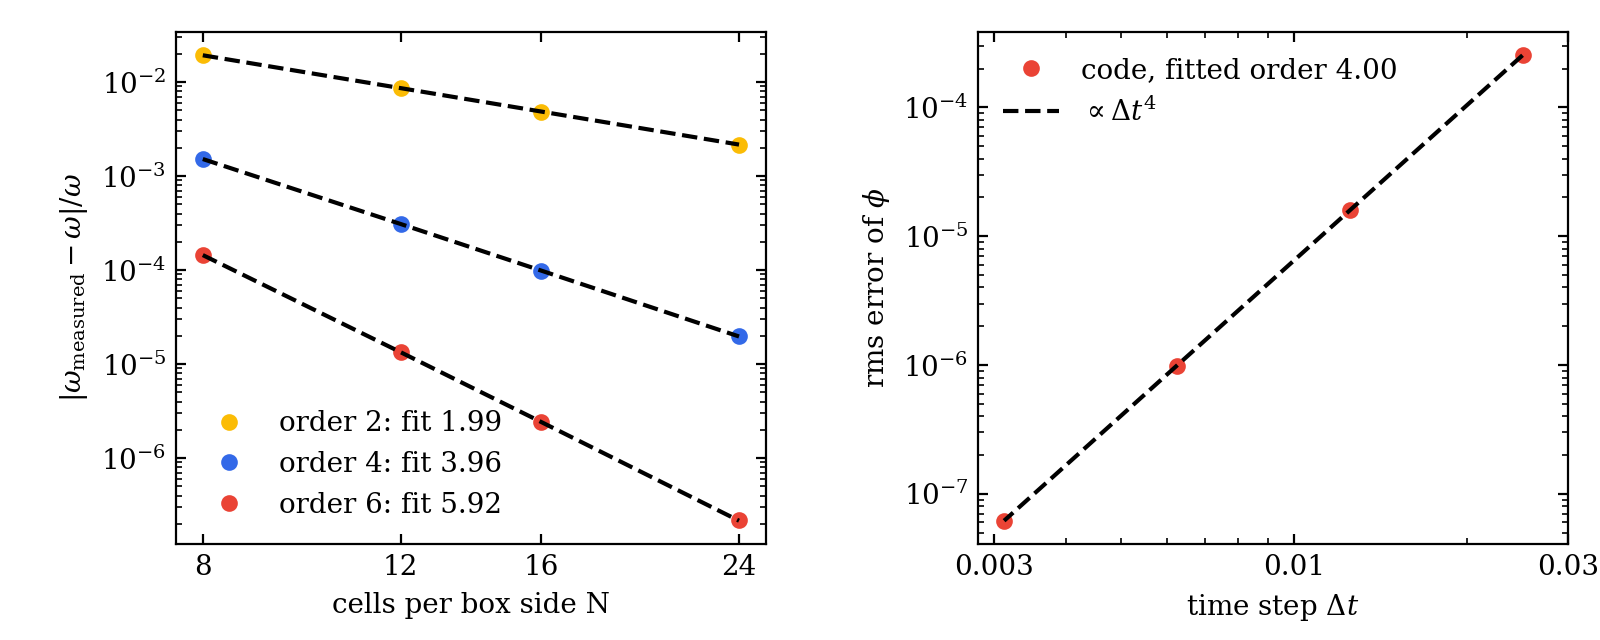 |ω_measured − ω|/ω
10⁻²
10⁻³
10⁻⁴
10⁻⁵
10⁻⁶
order 2: fit 1.99
order 4: fit 3.96
order 6: fit 5.92
8 12 16 24
cells per box side N
rms error of ϕ
10⁻⁴
10⁻⁵
10⁻⁶
10⁻⁷
code, fitted order 4.00
∝ Δt⁴
0.003 0.01 0.03
time step Δt